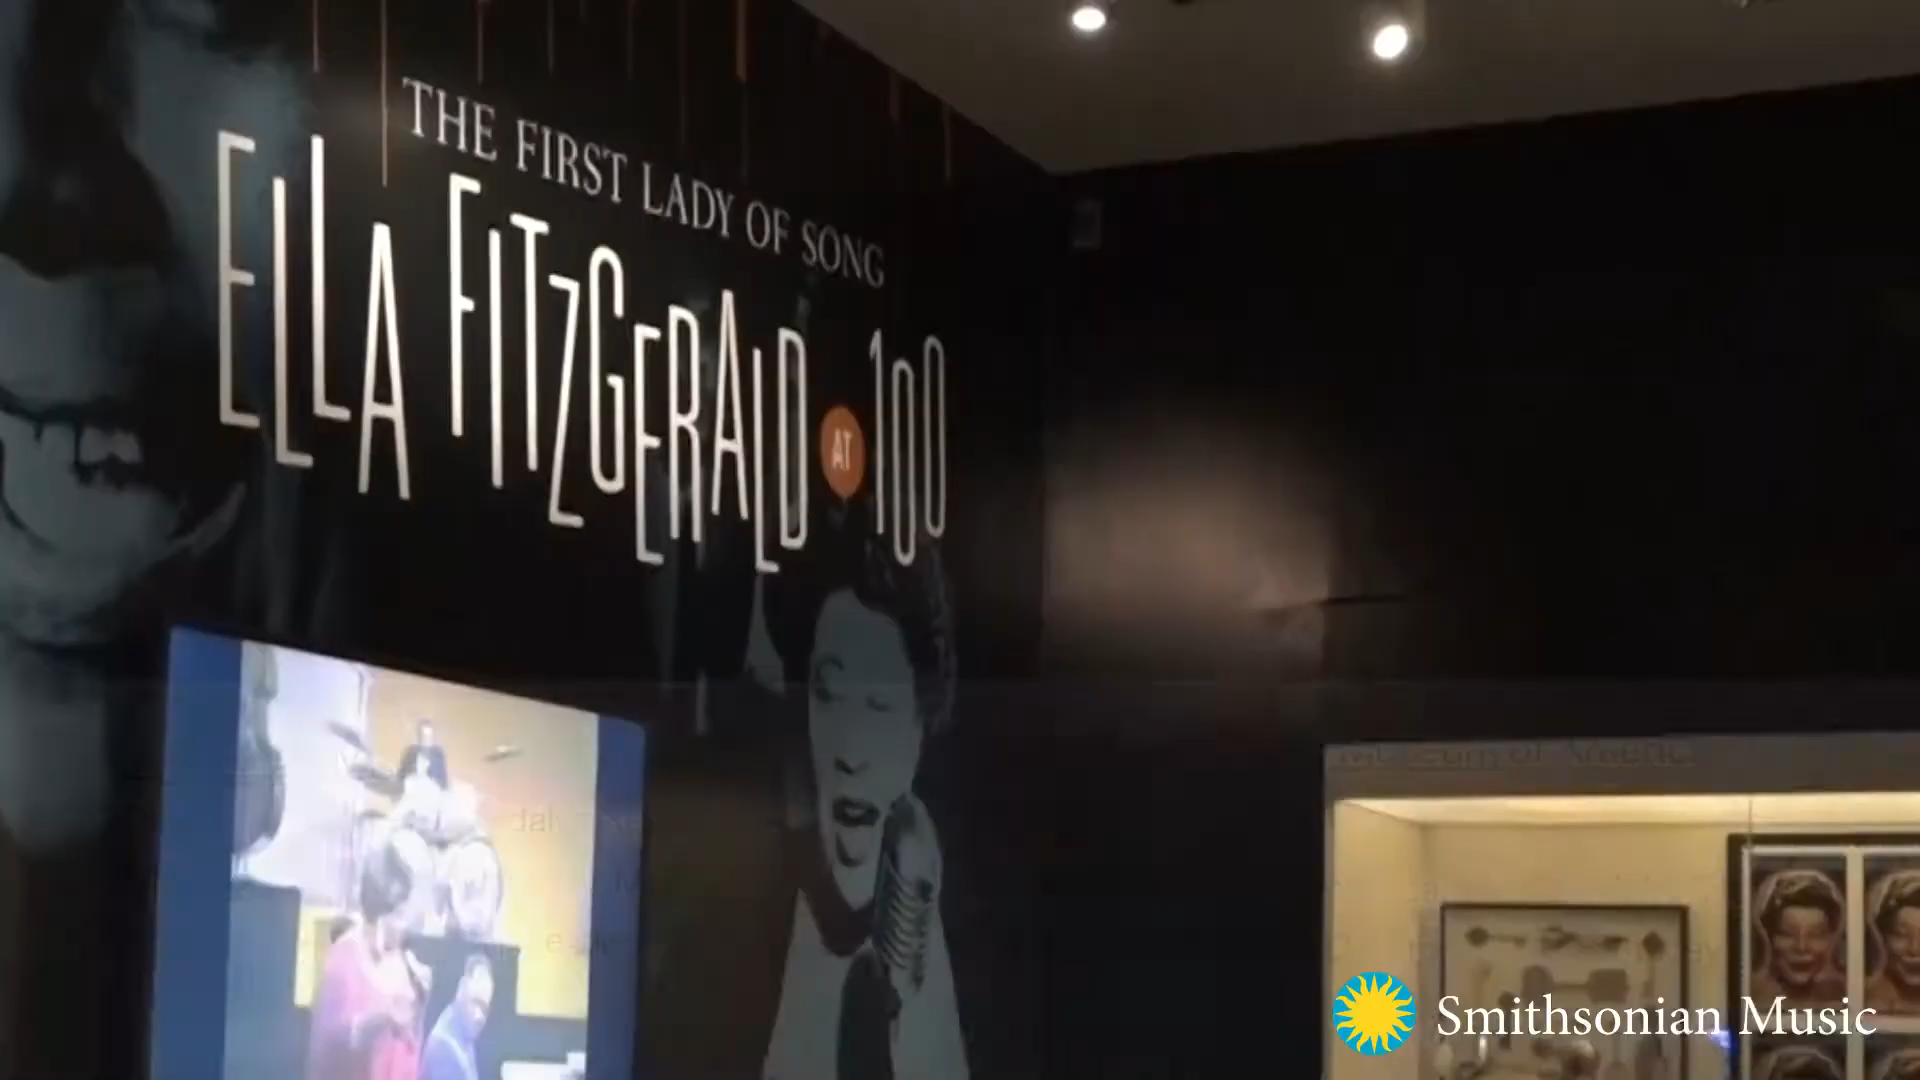 THE FIRST LADY OF SONG
ELLA FITZGERALD AT 100
Smithsonian Music